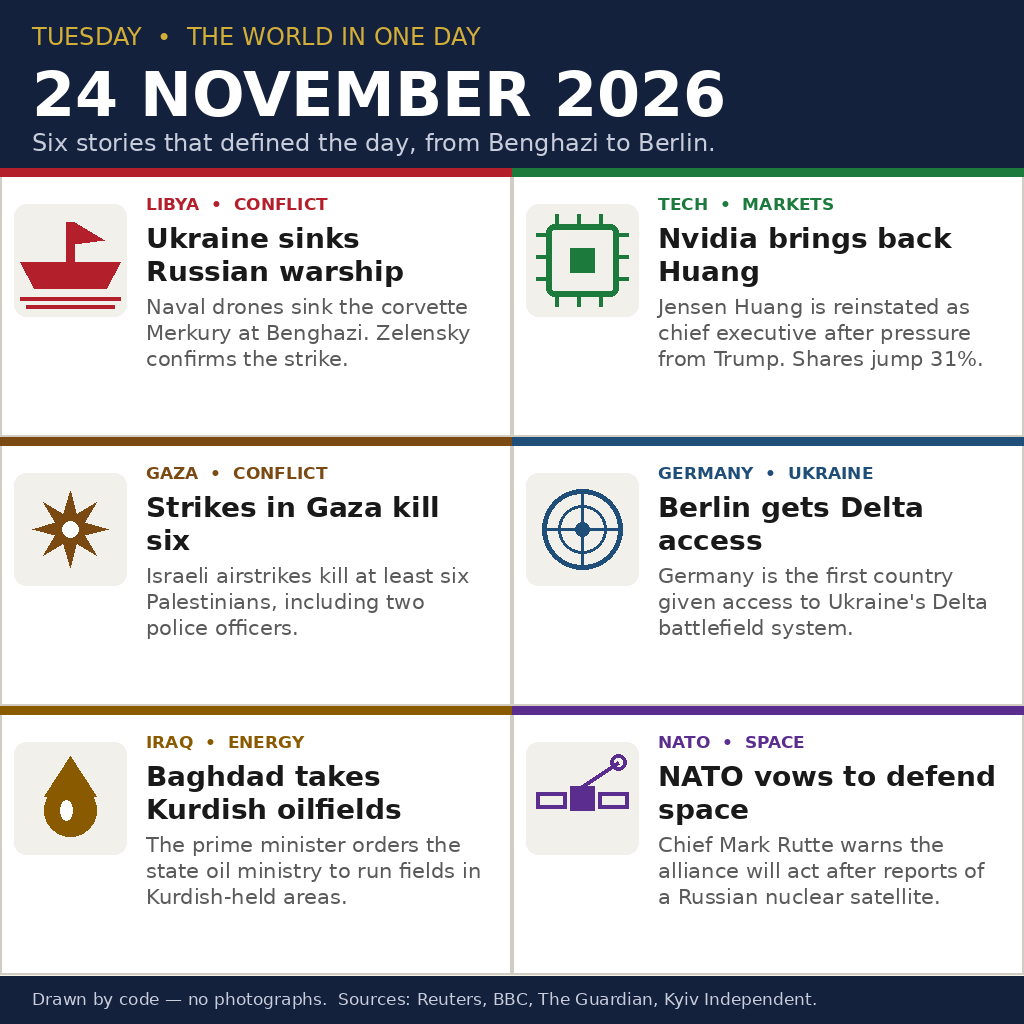 TUESDAY • THE WORLD IN ONE DAY
24 NOVEMBER 2026
Six stories that defined the day, from Benghazi to Berlin.
LIBYA • CONFLICT
Ukraine sinks
Russian warship
Naval drones sink the corvette
Merkury at Benghazi. Zelensky
confirms the strike.
TECH • MARKETS
Nvidia brings back
Huang
Jensen Huang is reinstated as
chief executive after pressure
from Trump. Shares jump 31%.
GAZA • CONFLICT
Strikes in Gaza kill
six
Israeli airstrikes kill at least six
Palestinians, including two
police officers.
GERMANY • UKRAINE
Berlin gets Delta
access
Germany is the first country
given access to Ukraine's Delta
battlefield system.
IRAQ • ENERGY
Baghdad takes
Kurdish oilfields
The prime minister orders the
state oil ministry to run fields in
Kurdish-held areas.
NATO • SPACE
NATO vows to defend
space
Chief Mark Rutte warns the
alliance will act after reports of
a Russian nuclear satellite.
Drawn by code — no photographs. Sources: Reuters, BBC, The Guardian, Kyiv Independent.